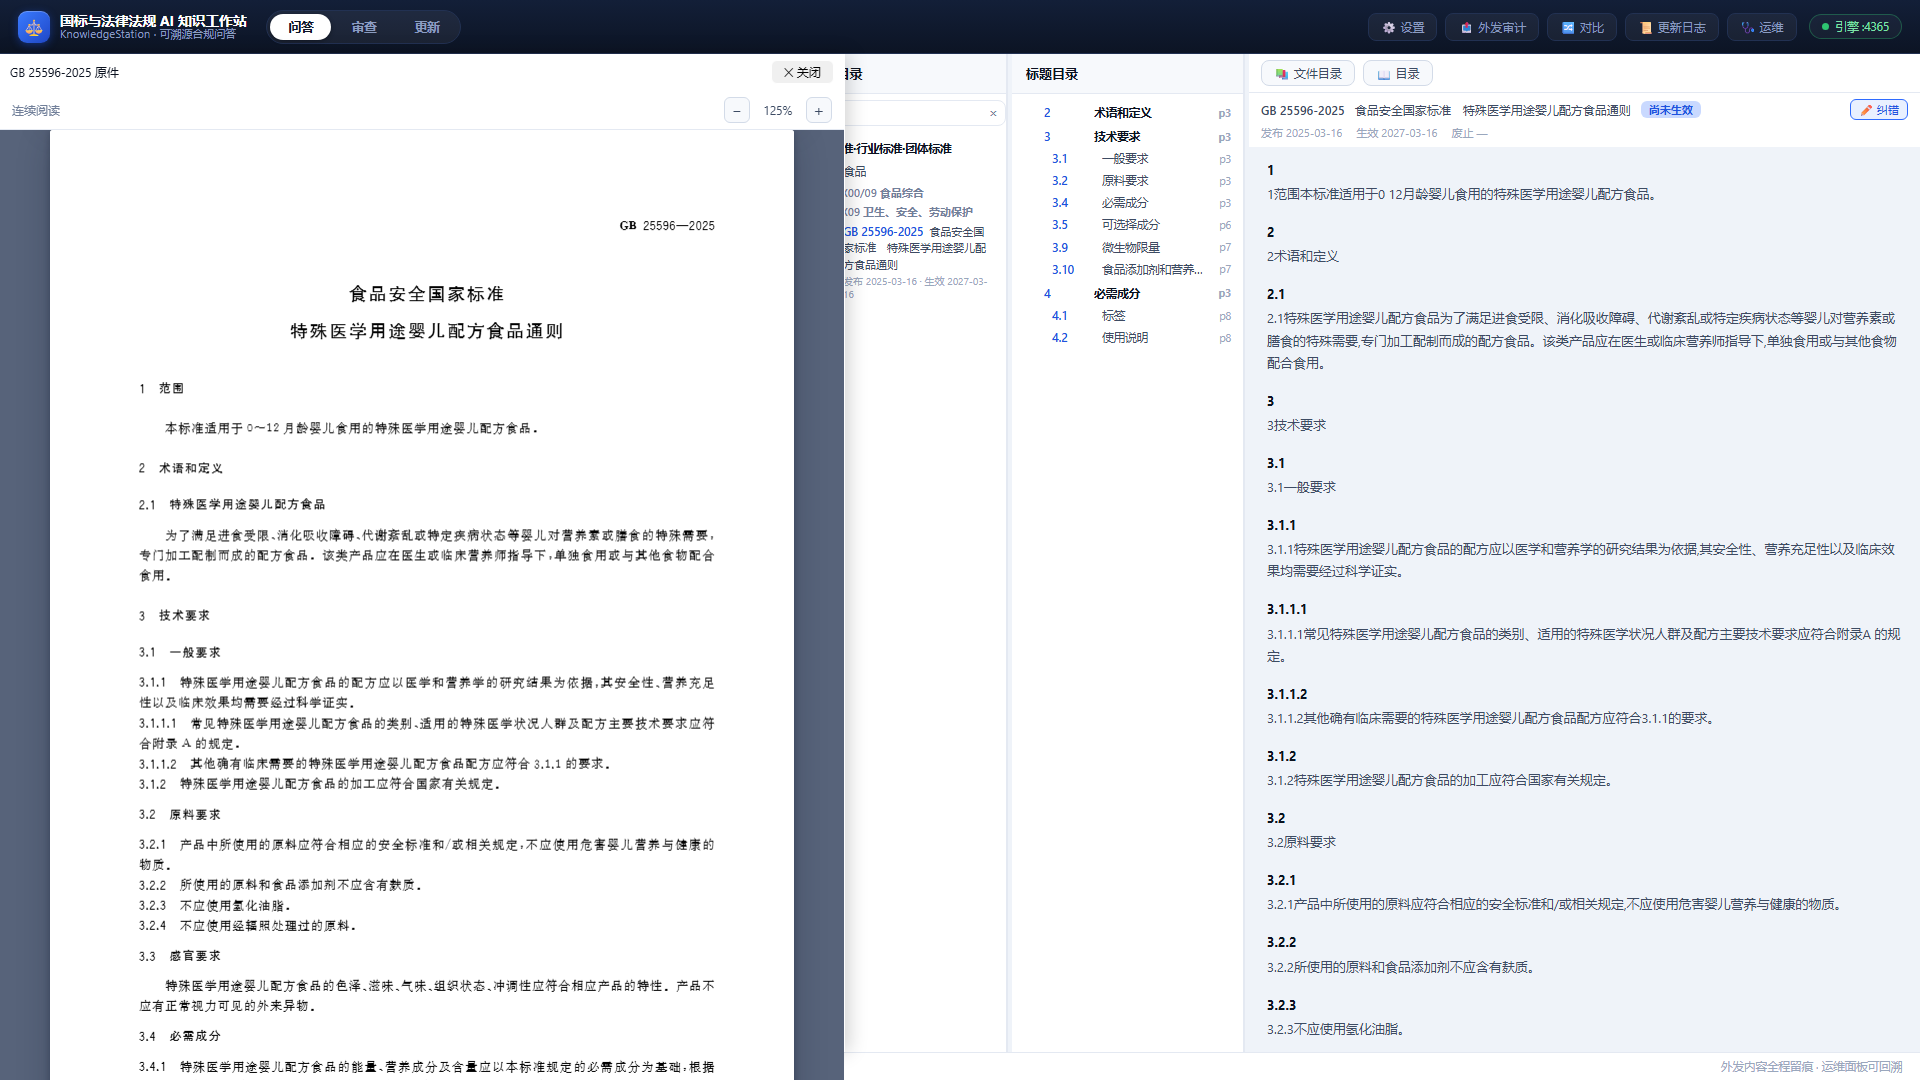 国标与法律法规 AI 知识工作站
KnowledgeStation · 可溯源合规问答
问答
审查
更新
设置
外发审计
对比
更新日志
运维
引擎 :4365
GB 25596-2025 原件
× 关闭
连续阅读
− 125% +
GB 25596—2025
食品安全国家标准
特殊医学用途婴儿配方食品通则
1 范围
本标准适用于 0～12 月龄婴儿食用的特殊医学用途婴儿配方食品。
2 术语和定义
2.1 特殊医学用途婴儿配方食品
为了满足进食受限、消化吸收障碍、代谢紊乱或特定疾病状态等婴儿对营养素或膳食的特殊需要,
专门加工配制而成的配方食品。该类产品应在医生或临床营养师指导下,单独食用或与其他食物配合
食用。
3 技术要求
3.1 一般要求
3.1.1 特殊医学用途婴儿配方食品的配方应以医学和营养学的研究结果为依据,其安全性、营养充足
性以及临床效果均需要经过科学证实。
3.1.1.1 常见特殊医学用途婴儿配方食品的类别、适用的特殊医学状况人群及配方主要技术要求应符
合附录 A 的规定。
3.1.1.2 其他确有临床需要的特殊医学用途婴儿配方食品配方应符合 3.1.1 的要求。
3.1.2 特殊医学用途婴儿配方食品的加工应符合国家有关规定。
3.2 原料要求
3.2.1 产品中所使用的原料应符合相应的安全标准和/或相关规定,不应使用危害婴儿营养与健康的
物质。
3.2.2 所使用的原料和食品添加剂不应含有麸质。
3.2.3 不应使用氢化油脂。
3.2.4 不应使用经辐照处理过的原料。
3.3 感官要求
特殊医学用途婴儿配方食品的色泽、滋味、气味、组织状态、冲调性应符合相应产品的特性。产品不
应有正常视力可见的外来异物。
3.4 必需成分
3.4.1 特殊医学用途婴儿配方食品的能量、营养成分及含量应以本标准规定的必需成分为基础,根据
目录
×
准·行业标准·团体标准
食品
X00/09 食品综合
X09 卫生、安全、劳动保护
GB 25596-2025 食品安全国
家标准 特殊医学用途婴儿配
方食品通则
发布 2025-03-16 · 生效 2027-03-
16
标题目录
2 术语和定义 p3
3 技术要求 p3
3.1 一般要求 p3
3.2 原料要求 p3
3.4 必需成分 p3
3.5 可选择成分 p6
3.9 微生物限量 p7
3.10 食品添加剂和营养... p7
4 必需成分 p3
4.1 标签 p8
4.2 使用说明 p8
文件目录
目录
GB 25596-2025 食品安全国家标准 特殊医学用途婴儿配方食品通则 尚未生效
纠错
发布 2025-03-16 生效 2027-03-16 废止 —
1
1范围本标准适用于0 12月龄婴儿食用的特殊医学用途婴儿配方食品。
2
2术语和定义
2.1
2.1特殊医学用途婴儿配方食品为了满足进食受限、消化吸收障碍、代谢紊乱或特定疾病状态等婴儿对营养素或
膳食的特殊需要,专门加工配制而成的配方食品。该类产品应在医生或临床营养师指导下,单独食用或与其他食物
配合食用。
3
3技术要求
3.1
3.1一般要求
3.1.1
3.1.1特殊医学用途婴儿配方食品的配方应以医学和营养学的研究结果为依据,其安全性、营养充足性以及临床效
果均需要经过科学证实。
3.1.1.1
3.1.1.1常见特殊医学用途婴儿配方食品的类别、适用的特殊医学状况人群及配方主要技术要求应符合附录A 的规
定。
3.1.1.2
3.1.1.2其他确有临床需要的特殊医学用途婴儿配方食品配方应符合3.1.1的要求。
3.1.2
3.1.2特殊医学用途婴儿配方食品的加工应符合国家有关规定。
3.2
3.2原料要求
3.2.1
3.2.1产品中所使用的原料应符合相应的安全标准和/或相关规定,不应使用危害婴儿营养与健康的物质。
3.2.2
3.2.2所使用的原料和食品添加剂不应含有麸质。
3.2.3
3.2.3不应使用氢化油脂。
外发内容全程留痕 · 运维面板可回溯